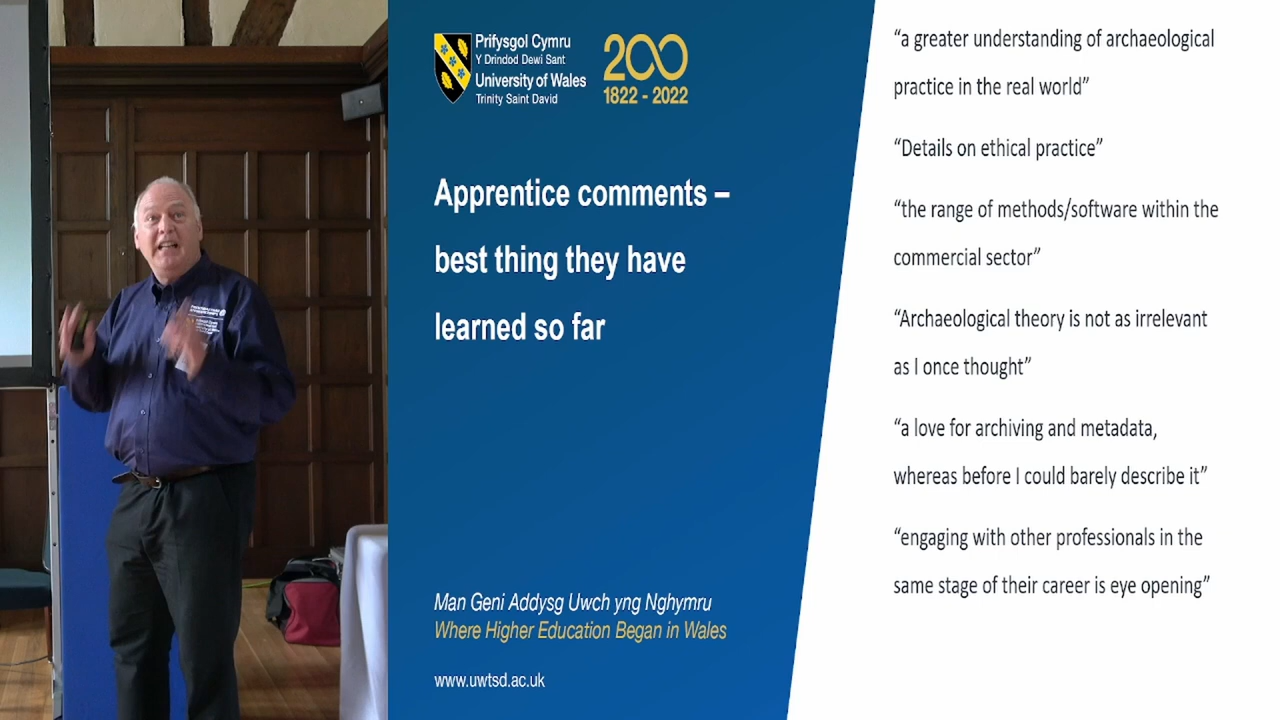 Prifysgol Cymru
Y Drindod Dewi Sant
University of Wales
Trinity Saint David
200
1822 - 2022
Apprentice comments –
best thing they have
learned so far
Man Geni Addysg Uwch yng Nghymru
Where Higher Education Began in Wales
www.uwtsd.ac.uk
“a greater understanding of archaeological
practice in the real world”
“Details on ethical practice”
“the range of methods/software within the
commercial sector”
“Archaeological theory is not as irrelevant
as I once thought”
“a love for archiving and metadata,
whereas before I could barely describe it”
“engaging with other professionals in the
same stage of their career is eye opening”